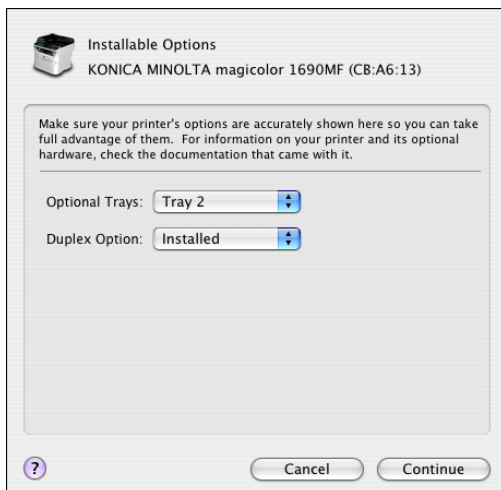 Installable Options
KONICA MINOLTA magicolor 1690MF (CB:A6:13)
Make sure your printer's options are accurately shown here so you can take
full advantage of them. For information on your printer and its optional
hardware, check the documentation that came with it.
Optional Trays: Tray 2
Duplex Option: Installed
? Cancel Continue